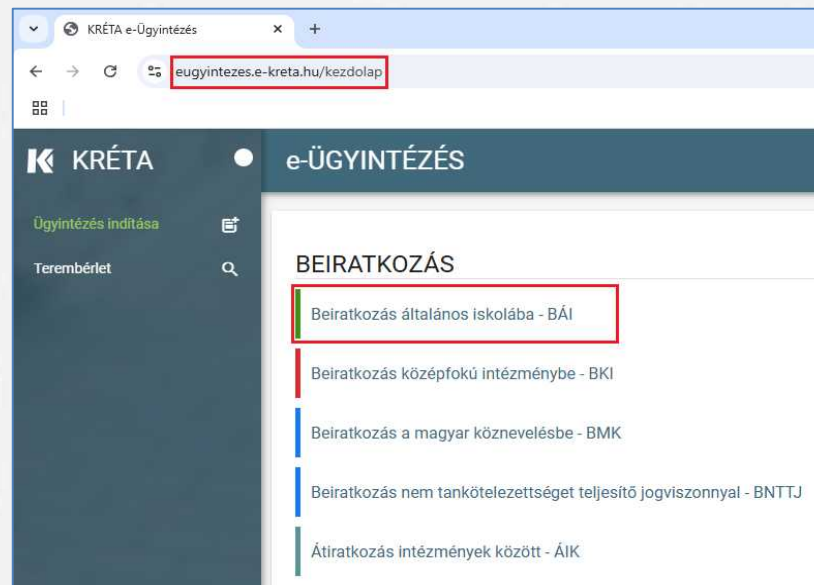 KRÉTA e-Ügyintézés
eugyintezes.e-kreta.hu/kezdolap
KRÉTA
e-ÜGYINTÉZÉS
Ügyintézés indítása
Terembérlet
BEIRATKOZÁS
Beiratkozás általános iskolába - BÁI
Beiratkozás középfokú intézménybe - BKI
Beiratkozás a magyar köznevelésbe - BMK
Beiratkozás nem tankötelezettséget teljesítő jogviszonnyal - BNTTJ
Átiratkozás intézmények között - ÁIK